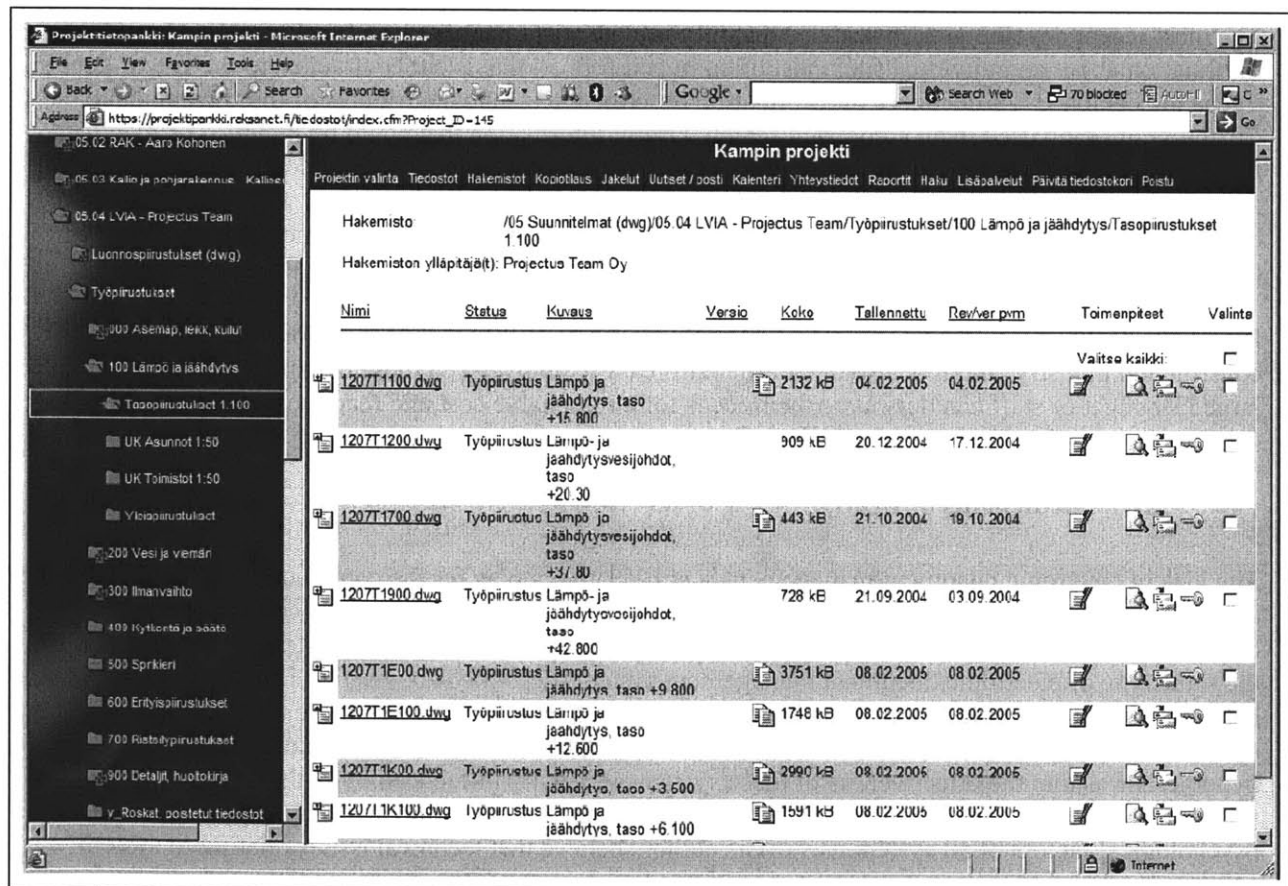 Projektitietopankki: Kampin projekti - Microsoft Internet Explorer
File Edit View Favorites Tools Help
Back Search Favorites Google Search Web 70 blocked AutoFill
Address https://projektipankki.raksanet.fi/tiedostot/index.cfm?Project_ID=145 Go
Kampin projekti
Projektin valinta Tiedostot Hakemistot Kopiotilaus Jakelut Uutiset / posti Kalenteri Yhteystiedot Raportit Haku Lisäpalvelut Päivitä tiedostokori Poistu
05.02 RAK - Aaro Kohonen
05.03 Kallio ja pohjarakennus
05.04 LVIA - Projectus Team
Luonnospiirustukset (dwg)
Työpiirustukset
000 Asemap, leikk, kuilut
100 Lämpö ja jäähdytys
Tasopiirustukset 1.100
UK Asunnot 1:50
UK Toimistot 1:50
Yleispiirustukset
200 Vesi ja viemäri
300 Ilmanvaihto
400 Kytkentä ja säätö
500 Sprkleri
600 Erityispiirustukset
700 Risteilypiirustukset
900 Detaljit, huoltokirja
y_Roskat, poistetut tiedostot
Hakemisto /05 Suunnitelmat (dwg)/05.04 LVIA - Projectus Team/Työpiirustukset/100 Lämpö ja jäähdytys/Tasopiirustukset
1.100
Hakemiston ylläpitäjä(t): Projectus Team Oy
Nimi Status Kuvaus Versio Koko Tallennettu Rev/ver pvm Toimenpiteet Valinta
Valitse kaikki:
1207T1100.dwg Työpiirustus Lämpö ja 2132 kB 04.02.2005 04.02.2005
jäähdytys, taso
+15.800
1207T1200.dwg Työpiirustus Lämpö- ja 909 kB 20.12.2004 17.12.2004
jäähdytysvesijohdot,
taso
+20.30
1207T1700.dwg Työpiirustus Lämpö ja 443 kB 21.10.2004 19.10.2004
jäähdytysvesijohdot,
taso
+37.80
1207T1900.dwg Työpiirustus Lämpö- ja 728 kB 21.09.2004 03.09.2004
jäähdytysvesijohdot,
taso
+42.800
1207T1E00.dwg Työpiirustus Lämpö ja 3751 kB 08.02.2005 08.02.2005
jäähdytys, taso +9.800
1207T1E100.dwg Työpiirustus Lämpö ja 1748 kB 08.02.2005 08.02.2005
jäähdytys, taso
+12.600
1207T1K00.dwg Työpiirustus Lämpö ja 2990 kB 08.02.2005 08.02.2005
jäähdytys, taso +3.500
1207T1K100.dwg Työpiirustus Lämpö ja 1591 kB 08.02.2005 08.02.2005
jäähdytys, taso +6.100
Internet